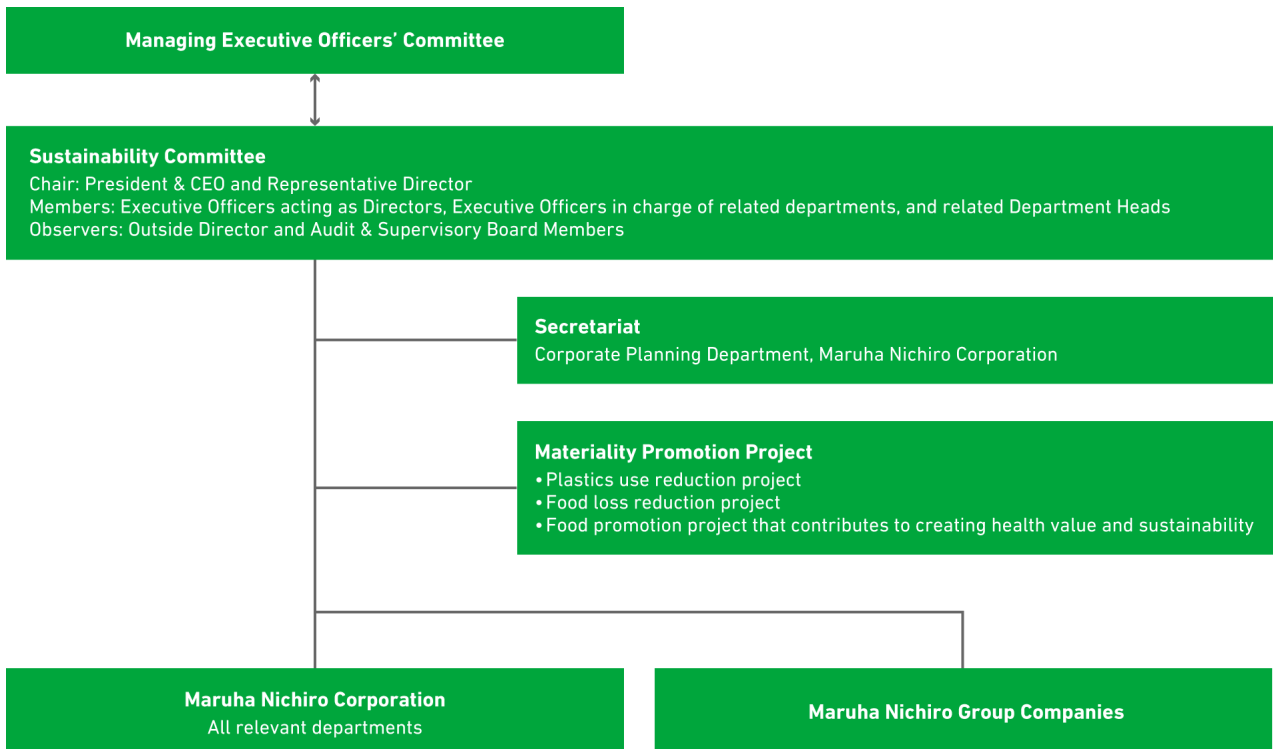 Managing Executive Officers’ Committee
Sustainability Committee
Chair: President & CEO and Representative Director
Members: Executive Officers acting as Directors, Executive Officers in charge of related departments, and related Department Heads
Observers: Outside Director and Audit & Supervisory Board Members
Secretariat
Corporate Planning Department, Maruha Nichiro Corporation
Materiality Promotion Project
• Plastics use reduction project
• Food loss reduction project
• Food promotion project that contributes to creating health value and sustainability
Maruha Nichiro Corporation
All relevant departments
Maruha Nichiro Group Companies